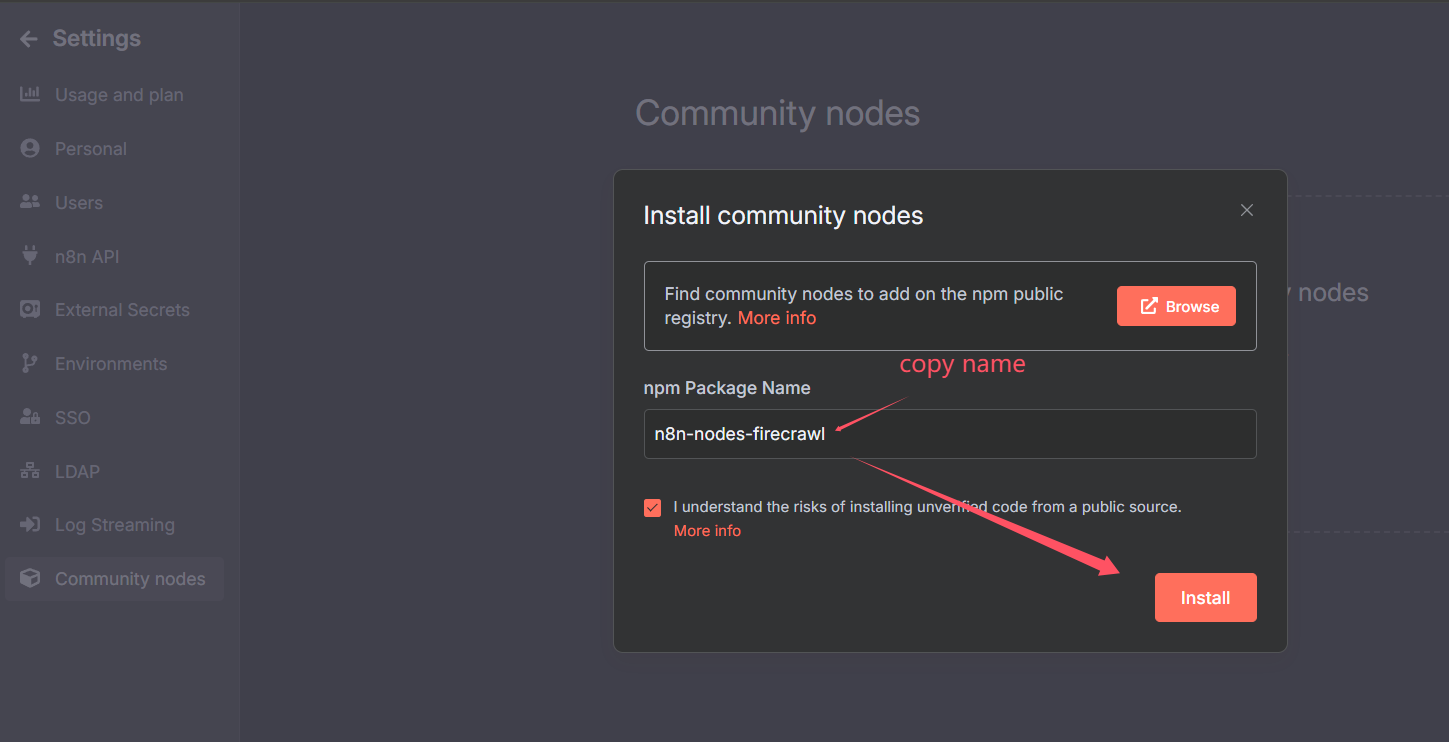 Settings
Usage and plan
Personal
Users
n8n API
External Secrets
Environments
SSO
LDAP
Log Streaming
Community nodes
Community nodes
nodes
Install community nodes
Find community nodes to add on the npm public
registry. More info
Browse
copy name
npm Package Name
n8n-nodes-firecrawl
I understand the risks of installing unverified code from a public source.
More info
Install